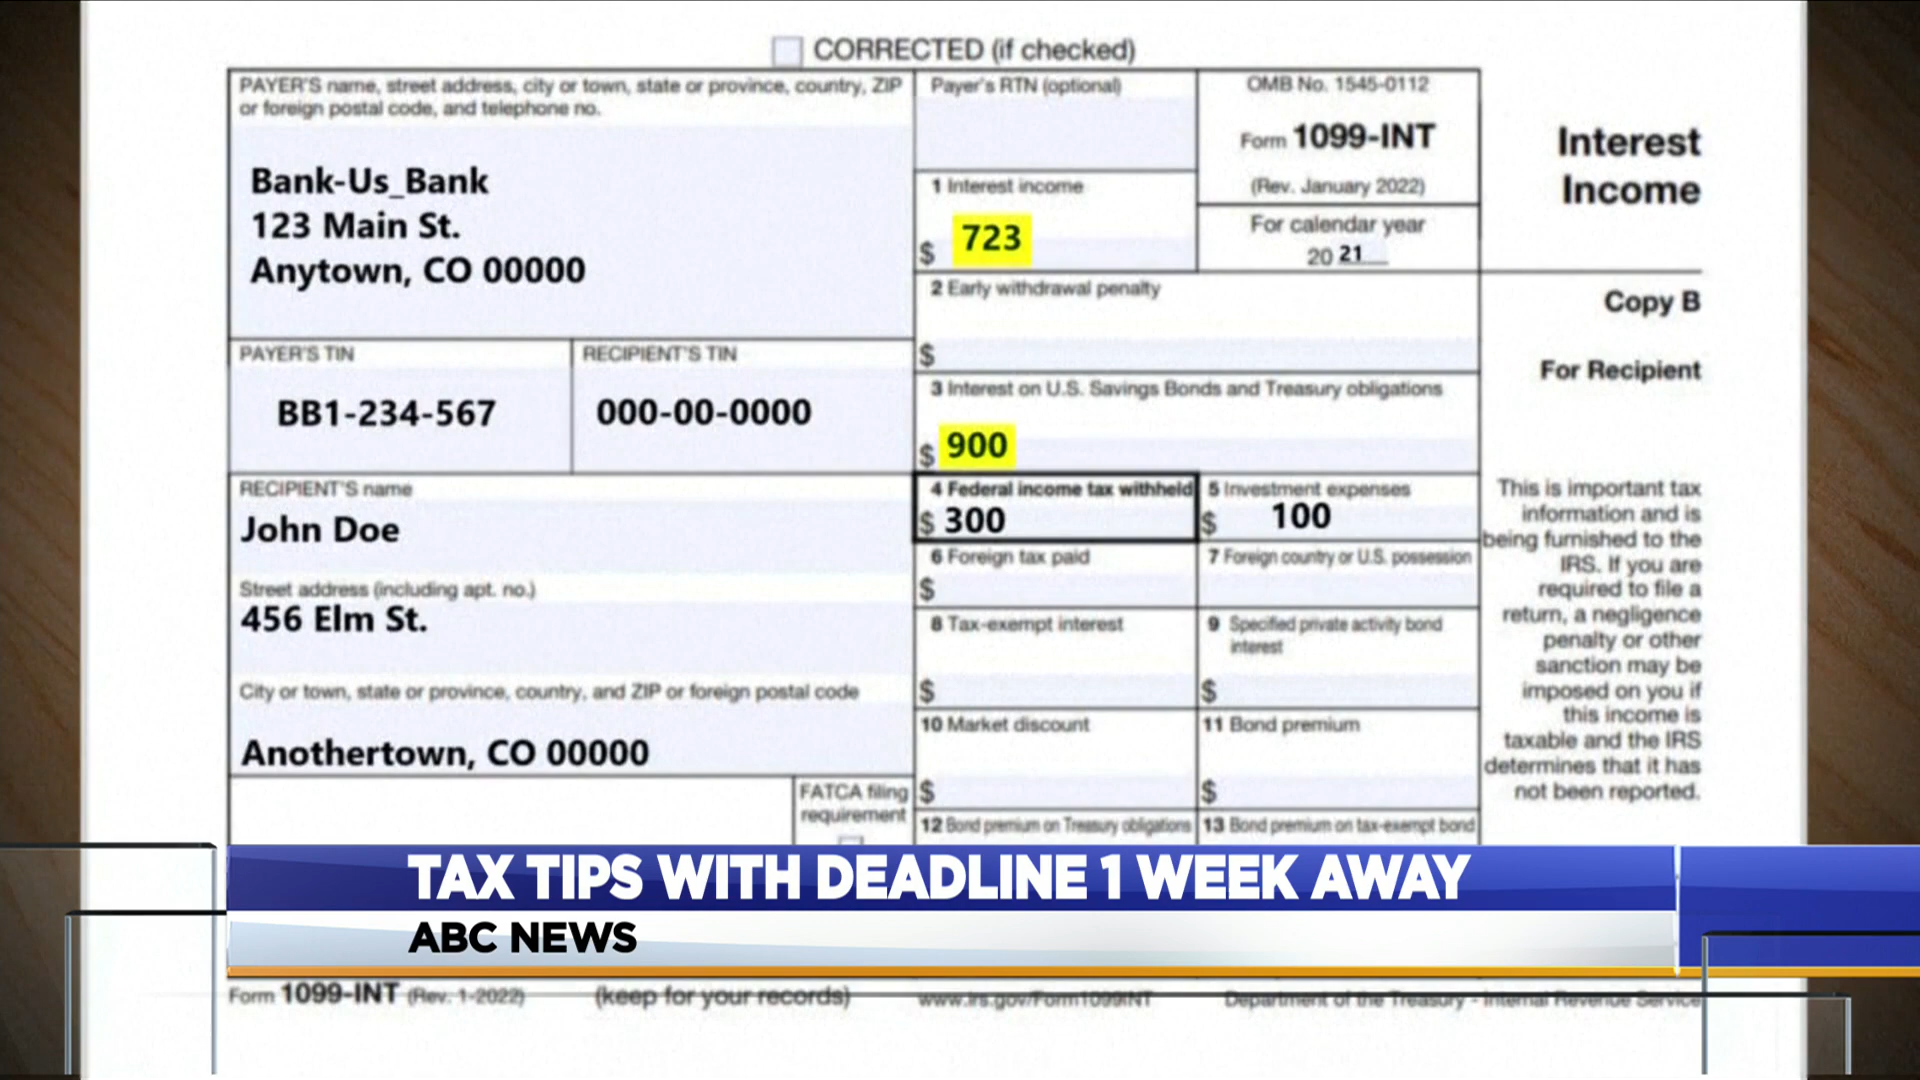 CORRECTED (if checked)
PAYER'S name, street address, city or town, state or province, country, ZIP
or foreign postal code, and telephone no.
Bank-Us_Bank
123 Main St.
Anytown, CO 00000
PAYER'S TIN
BB1-234-567
RECIPIENT'S TIN
000-00-0000
RECIPIENT'S name
John Doe
Street address (including apt. no.)
456 Elm St.
City or town, state or province, country, and ZIP or foreign postal code
Anothertown, CO 00000
FATCA filing
requirement
Payer's RTN (optional)
1 Interest income
$ 723
OMB No. 1545-0112
Form 1099-INT
(Rev. January 2022)
For calendar year
20 21
Interest
Income
2 Early withdrawal penalty
$
3 Interest on U.S. Savings Bonds and Treasury obligations
$ 900
4 Federal income tax withheld
$ 300
5 Investment expenses
$ 100
6 Foreign tax paid
$
7 Foreign country or U.S. possession
8 Tax-exempt interest
$
9 Specified private activity bond
interest
$
10 Market discount
$
11 Bond premium
$
12 Bond premium on Treasury obligations
13 Bond premium on tax-exempt bond
Copy B
For Recipient
This is important tax
information and is
being furnished to the
IRS. If you are
required to file a
return, a negligence
penalty or other
sanction may be
imposed on you if
this income is
taxable and the IRS
determines that it has
not been reported.
TAX TIPS WITH DEADLINE 1 WEEK AWAY
ABC NEWS
Form 1099-INT (Rev. 1-2022)
(keep for your records)
www.irs.gov/Form1099INT
Department of the Treasury - Internal Revenue Service